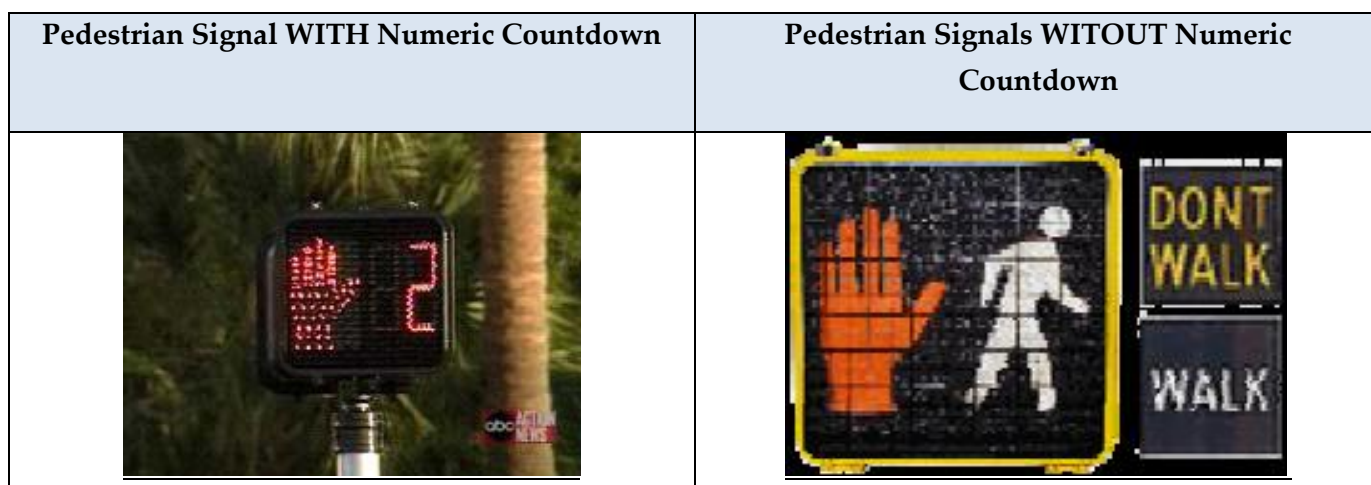 Pedestrian Signal WITH Numeric Countdown
Pedestrian Signals WITOUT Numeric
Countdown
2
abc ACTION
NEWS
DONT
WALK
WALK